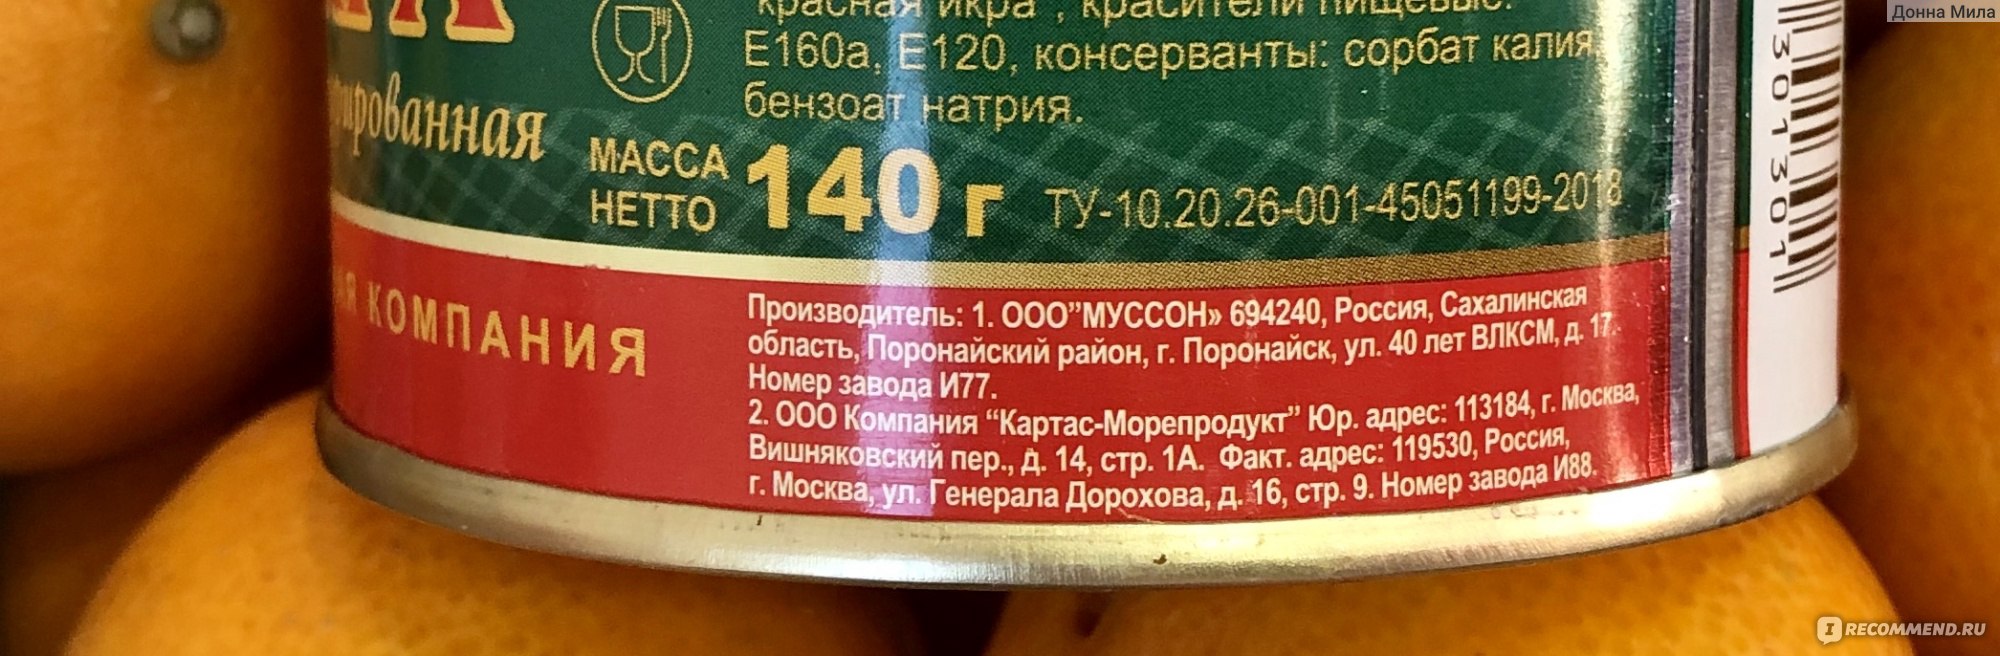 Донна Мила
красная икра", красители пищевые:
Е160а, Е120, консерванты: сорбат калия,
бензоат натрия.
МАССА
НЕТТО 140 г
ТУ-10.20.26-001-45051199-2018
КОМПАНИЯ
Производитель: 1. ООО"МУССОН» 694240, Россия, Сахалинская
область, Поронайский район, г. Поронайск, ул. 40 лет ВЛКСМ, д. 17.
Номер завода И77.
2. ООО Компания “Картас-Морепродукт” Юр. адрес: 113184, г. Москва,
Вишняковский пер., д. 14, стр. 1А. Факт. адрес: 119530, Россия,
г. Москва, ул. Генерала Дорохова, д. 16, стр. 9. Номер завода И88.
301301
IRECOMMEND.RU